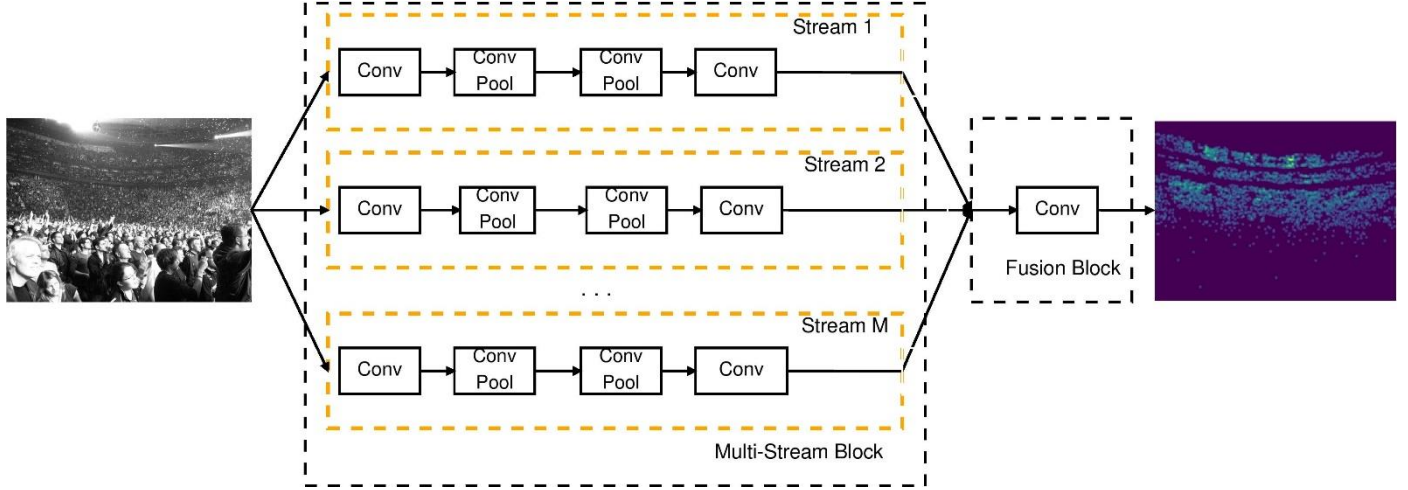 Stream 1
Conv
Conv
Pool
Conv
Pool
Conv
Stream 2
Conv
Conv
Pool
Conv
Pool
Conv
. . .
Stream M
Conv
Conv
Pool
Conv
Pool
Conv
Multi-Stream Block
Conv
Fusion Block